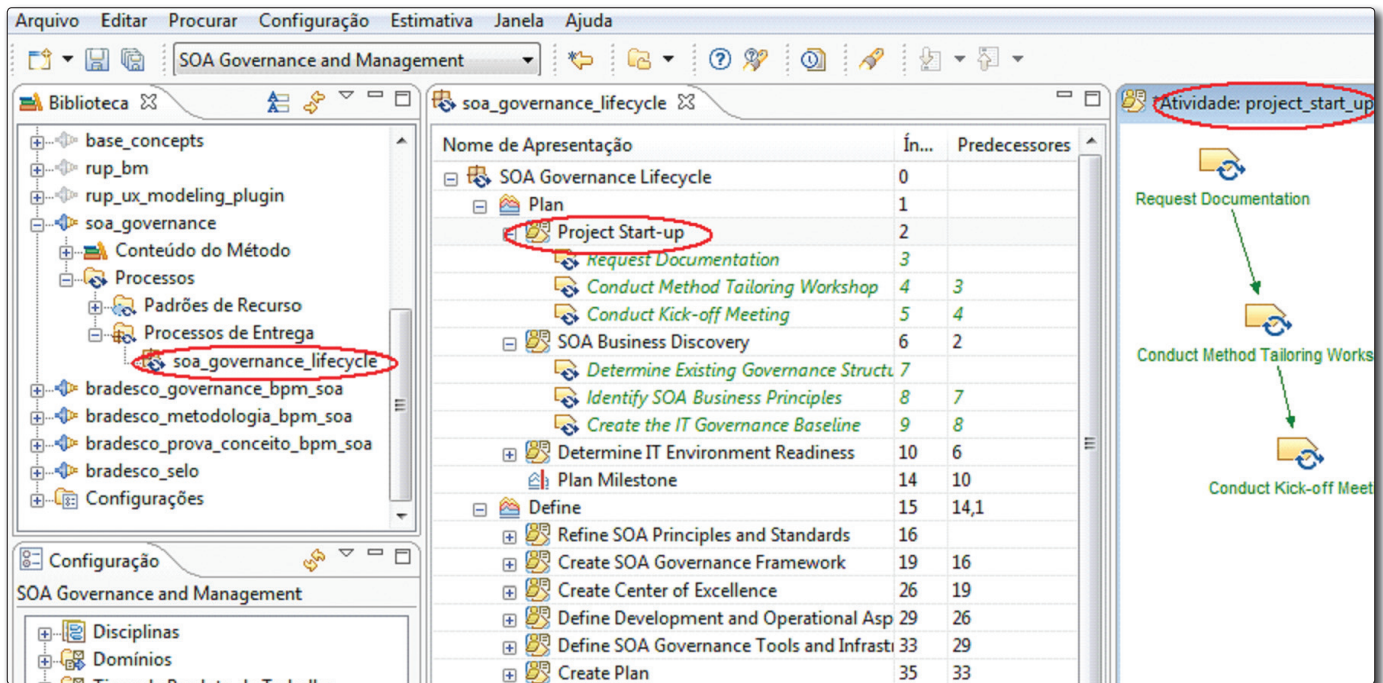 Arquivo Editar Procurar Configuração Estimativa Janela Ajuda
SOA Governance and Management
Biblioteca
base_concepts
rup_bm
rup_ux_modeling_plugin
soa_governance
Conteúdo do Método
Processos
Padrões de Recurso
Processos de Entrega
soa_governance_lifecycle
bradesco_governance_bpm_soa
bradesco_metodologia_bpm_soa
bradesco_prova_conceito_bpm_soa
bradesco_selo
Configurações
Configuração
SOA Governance and Management
Disciplinas
Domínios
soa_governance_lifecycle
Nome de Apresentação Ín... Predecessores
SOA Governance Lifecycle 0
Plan 1
Project Start-up 2
Request Documentation 3
Conduct Method Tailoring Workshop 4 3
Conduct Kick-off Meeting 5 4
SOA Business Discovery 6 2
Determine Existing Governance Structu 7
Identify SOA Business Principles 8 7
Create the IT Governance Baseline 9 8
Determine IT Environment Readiness 10 6
Plan Milestone 14 10
Define 15 14,1
Refine SOA Principles and Standards 16
Create SOA Governance Framework 19 16
Create Center of Excellence 26 19
Define Development and Operational Asp 29 26
Define SOA Governance Tools and Infrastr 33 29
Create Plan 35 33
*Atividade: project_start_up
Request Documentation
Conduct Method Tailoring Works
Conduct Kick-off Meet